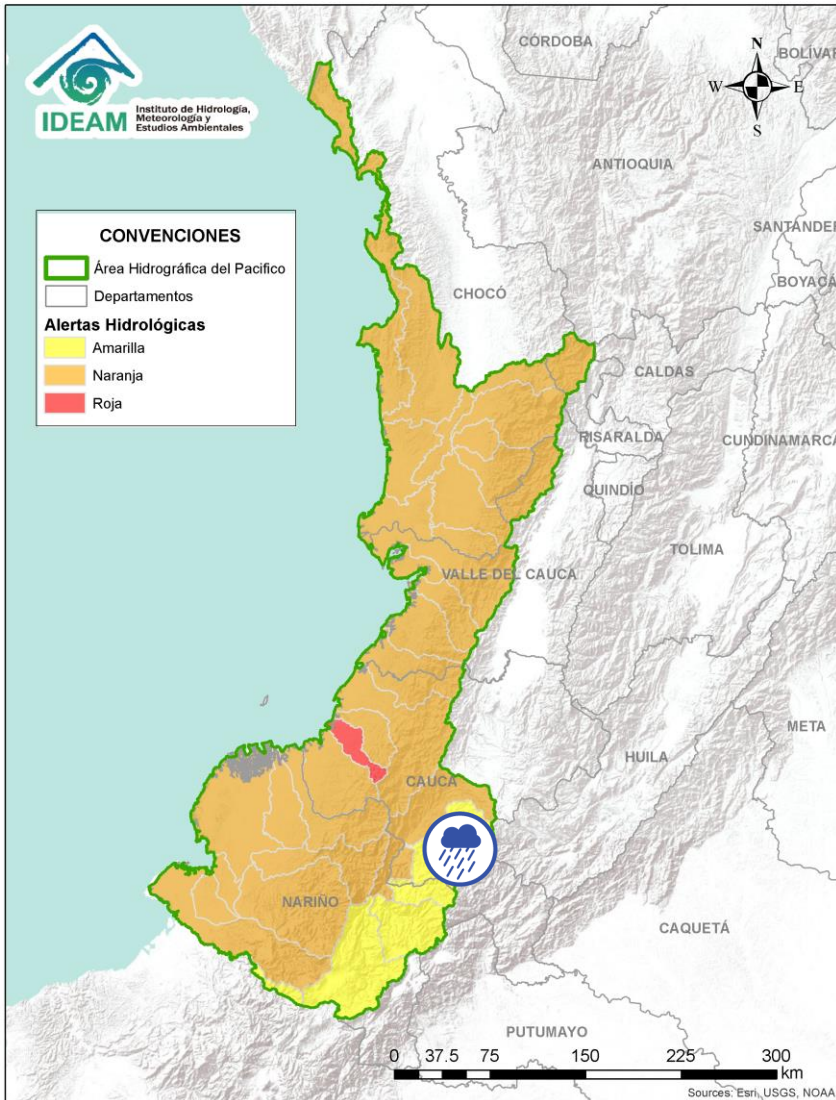 IDEAM
Instituto de Hidrología,
Meteorología y
Estudios Ambientales
CÓRDOBA
BOLÍVAR
N
W
E
S
ANTIOQUIA
SANTANDER
BOYACÁ
CONVENCIONES
Área Hidrográfica del Pacifico
Departamentos
Alertas Hidrológicas
Amarilla
Naranja
Roja
CHOCÓ
CALDAS
RISARALDA
CUNDINAMARCA
QUINDÍO
TOLIMA
VALLE DEL CAUCA
META
HUILA
CAUCA
NARIÑO
CAQUETÁ
PUTUMAYO
0 37.5 75 150 225 300
km
Sources: Esri, USGS, NOAA